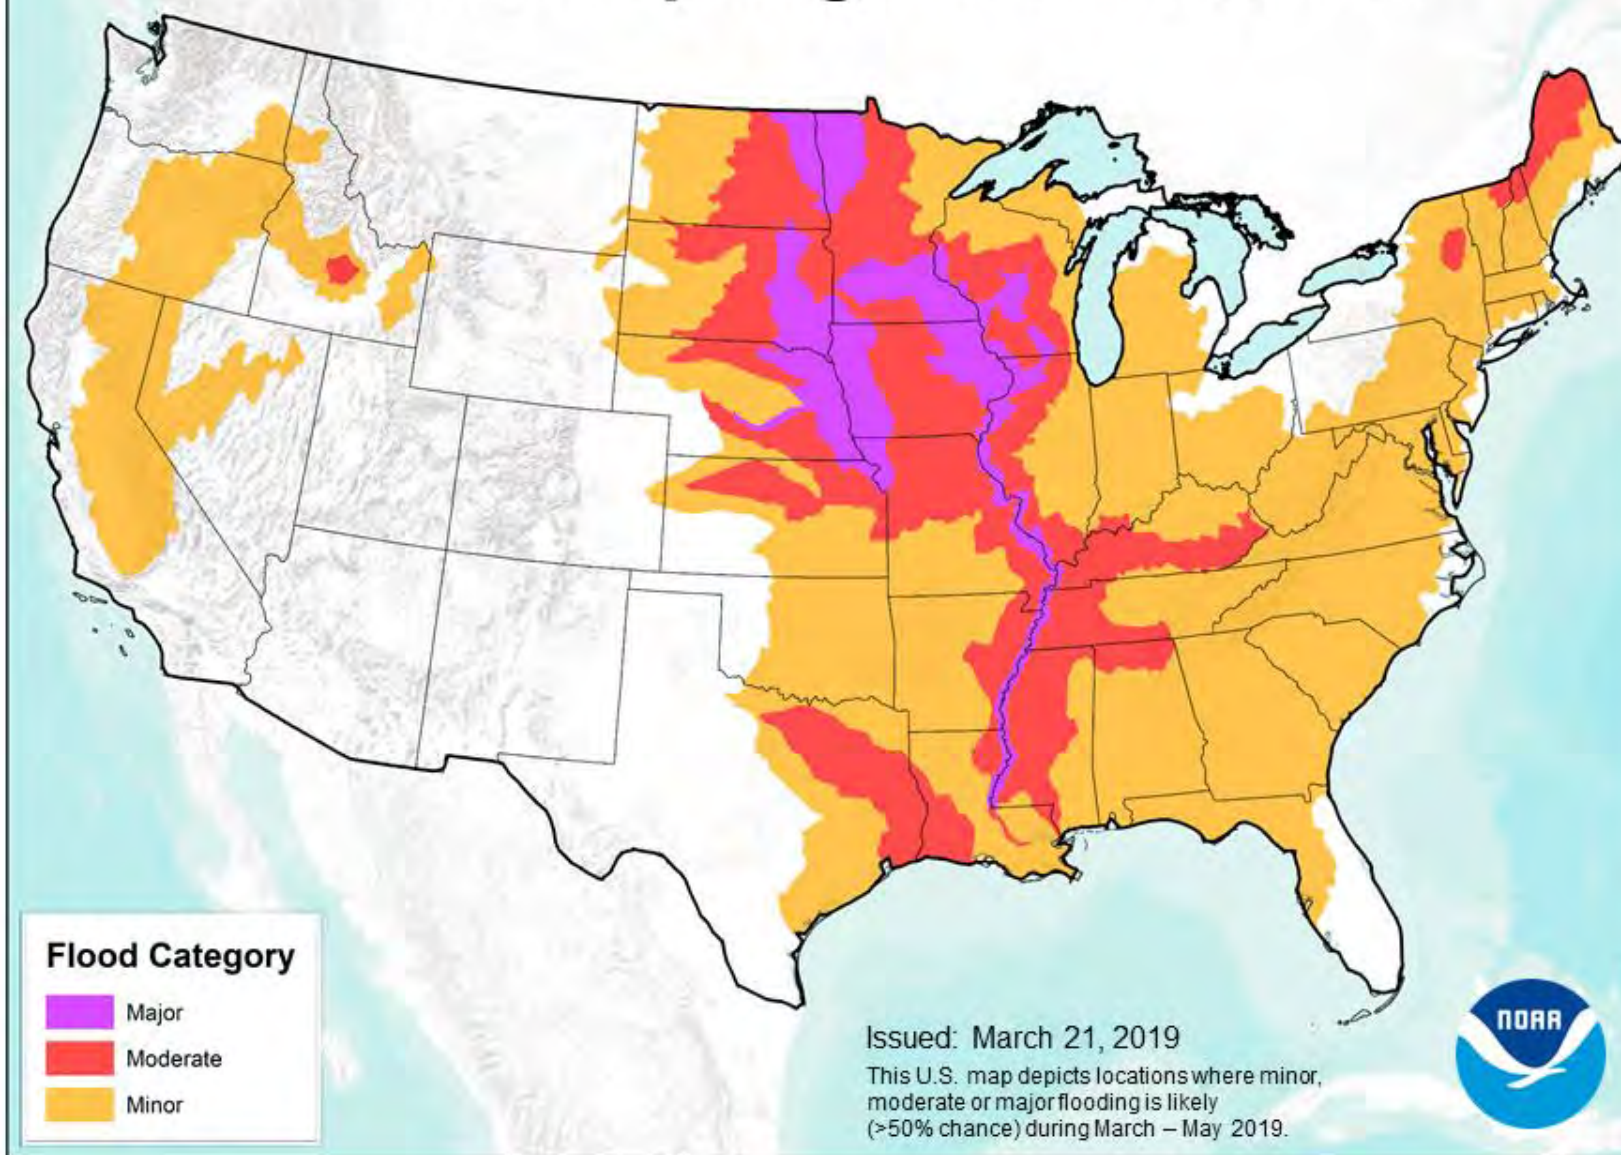 Flood Category
Major
Moderate
Minor
Issued: March 21, 2019
This U.S. map depicts locations where minor,
moderate or major flooding is likely
(>50% chance) during March – May 2019.
NOAA